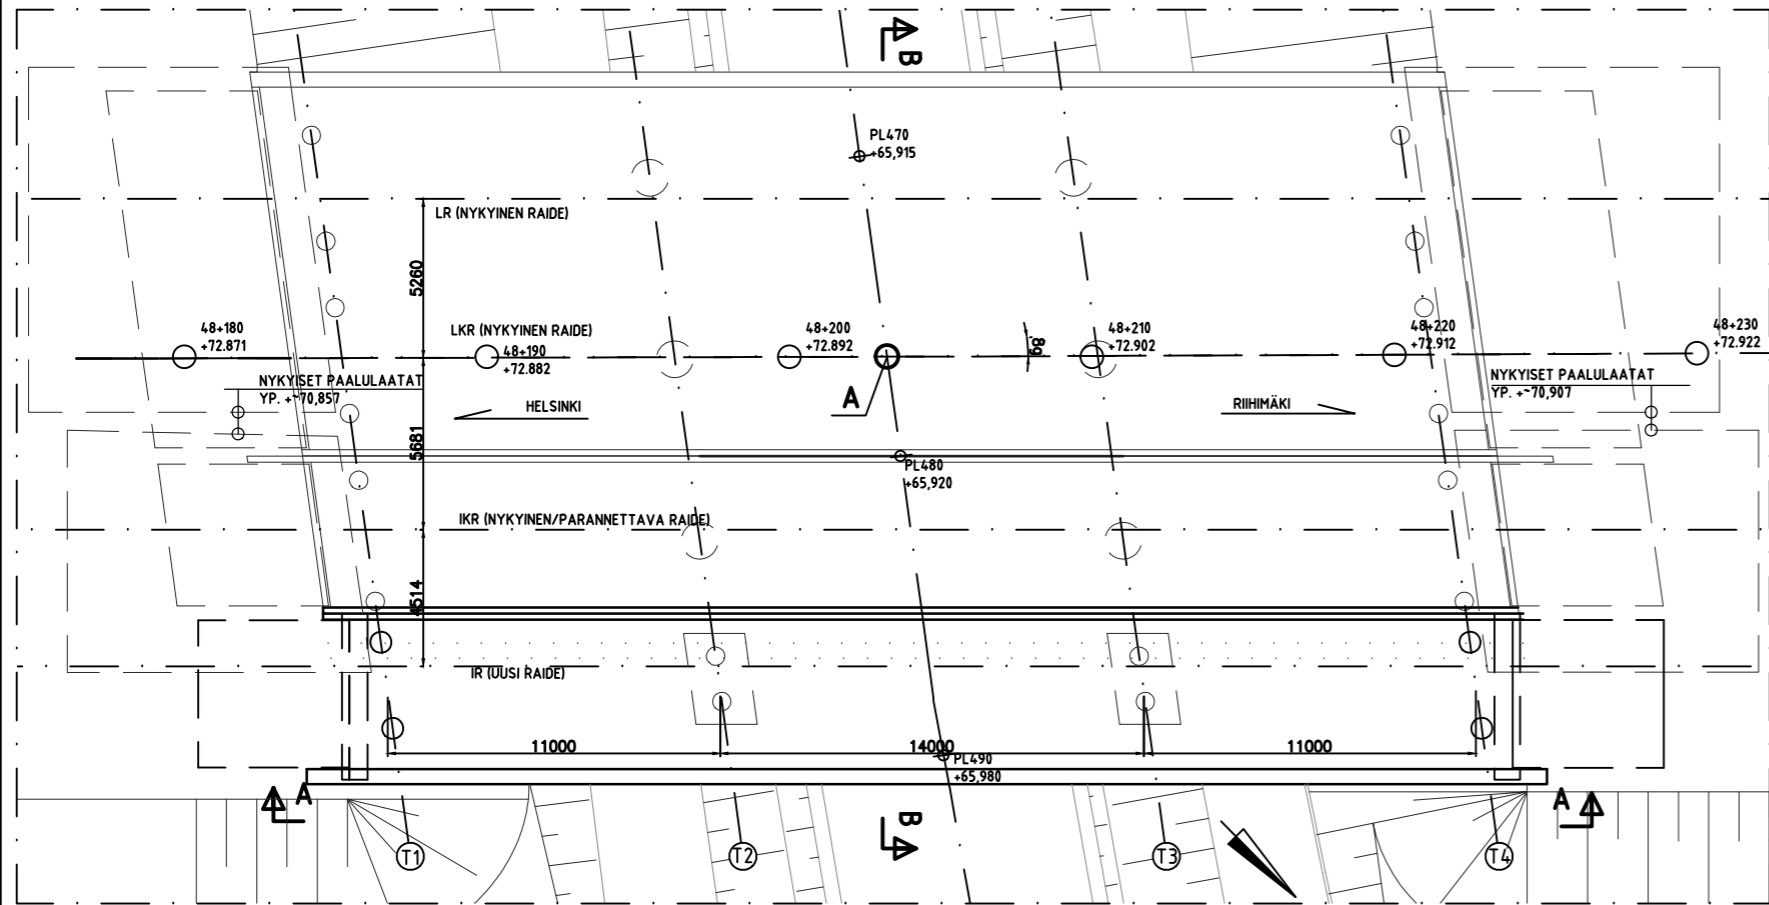 B
PL470
+65,915
LR (NYKYINEN RAIDE)
5260
48+180
+72.871
LKR (NYKYINEN RAIDE)
48+190
+72.882
48+200
+72.892
48+210
+72.902
48+220
+72.912
48+230
+72.922
NYKYISET PAALULAATAT
YP. +~70,857
HELSINKI
A
RIIHIMÄKI
NYKYISET PAALULAATAT
YP. +~70,907
5681
PL480
+65,920
IKR (NYKYINEN/PARANNETTAVA RAIDE)
4514
IR (UUSI RAIDE)
11000
14000
11000
PL490
+65,980
A
A
B
T1
T2
T3
T4